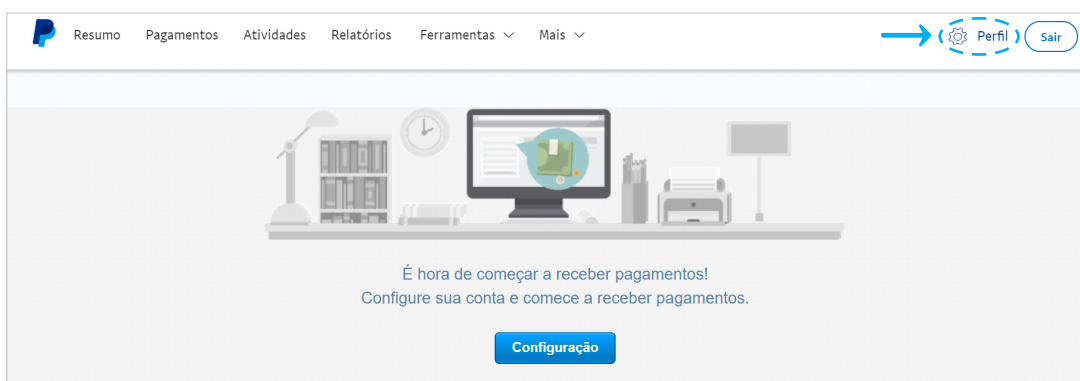 Resumo Pagamentos Atividades Relatórios Ferramentas Mais Perfil Sair
É hora de começar a receber pagamentos!
Configure sua conta e comece a receber pagamentos.
Configuração